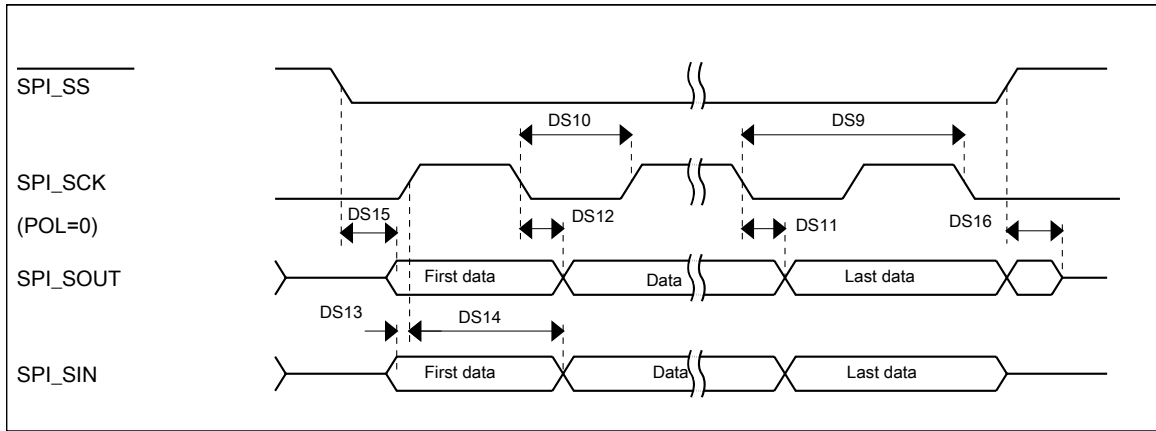 SPI_SS
DS10
DS9
SPI_SCK
(POL=0)
DS15
DS12
DS11
DS16
SPI_SOUT
First data
Data
Last data
DS13
DS14
SPI_SIN
First data
Data
Last data